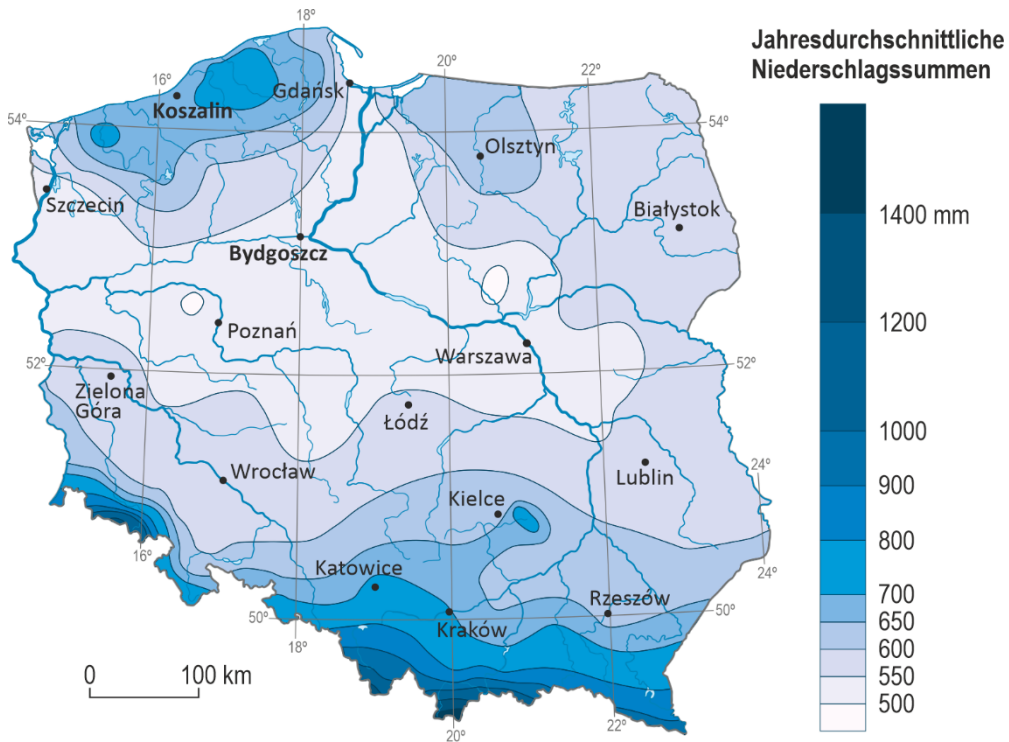 Jahresdurchschnittliche
Niederschlagssummen
1400 mm
1200
1000
900
800
700
650
600
550
500
18°
20°
22°
16°
Gdańsk
Koszalin
54°
54°
Olsztyn
Szczecin
Białystok
Bydgoszcz
Poznań
Warszawa
52°
52°
Zielona
Góra
Łódź
Wrocław
Lublin
24°
Kielce
16°
24°
Katowice
Rzeszów
50°
50°
Kraków
18°
0
100 km
22°
20°